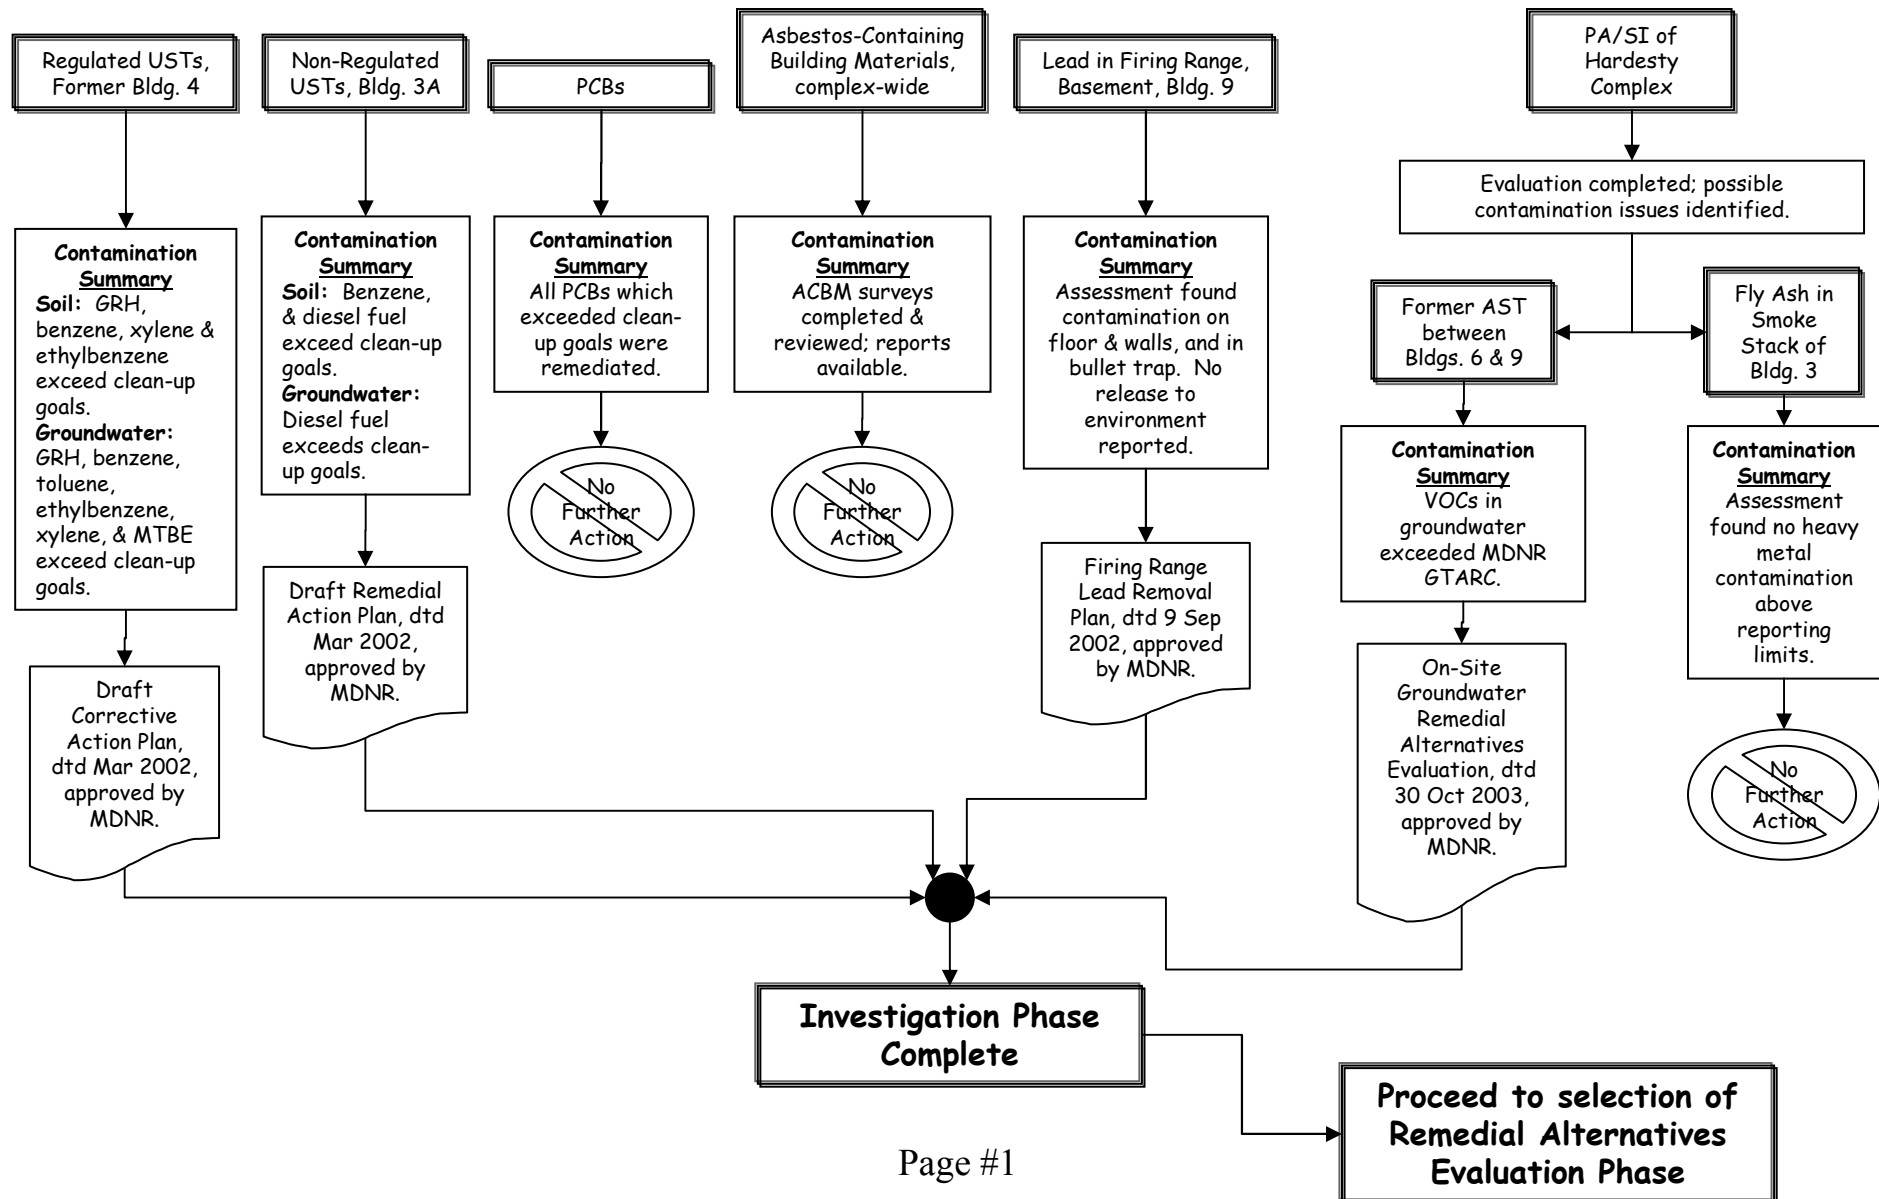 Regulated USTs,
Former Bldg. 4
Non-Regulated
USTs, Bldg. 3A
PCBs
Asbestos-Containing
Building Materials,
complex-wide
Lead in Firing Range,
Basement, Bldg. 9
PA/SI of
Hardesty
Complex
Evaluation completed; possible
contamination issues identified.
Contamination
Summary
Soil: GRH,
benzene, xylene &
ethylbenzene
exceed clean-up
goals.
Groundwater:
GRH, benzene,
toluene,
ethylbenzene,
xylene, & MTBE
exceed clean-up
goals.
Contamination
Summary
Soil: Benzene,
& diesel fuel
exceed clean-up
goals.
Groundwater:
Diesel fuel
exceeds clean-
up goals.
Contamination
Summary
All PCBs which
exceeded clean-
up goals were
remediated.
Contamination
Summary
ACBM surveys
completed &
reviewed; reports
available.
Contamination
Summary
Assessment found
contamination on
floor & walls, and in
bullet trap. No
release to
environment
reported.
Former AST
between
Bldgs. 6 & 9
Fly Ash in
Smoke
Stack of
Bldg. 3
Contamination
Summary
VOCs in
groundwater
exceeded MDNR
GTARC.
Contamination
Summary
Assessment
found no heavy
metal
contamination
above
reporting
limits.
No
Further
Action
No
Further
Action
Draft
Corrective
Action Plan,
dtd Mar 2002,
approved by
MDNR.
Draft Remedial
Action Plan, dtd
Mar 2002,
approved by
MDNR.
Firing Range
Lead Removal
Plan, dtd 9 Sep
2002, approved
by MDNR.
On-Site
Groundwater
Remedial
Alternatives
Evaluation, dtd
30 Oct 2003,
approved by
MDNR.
No
Further
Action
Investigation Phase
Complete
Proceed to selection of
Remedial Alternatives
Evaluation Phase
Page #1